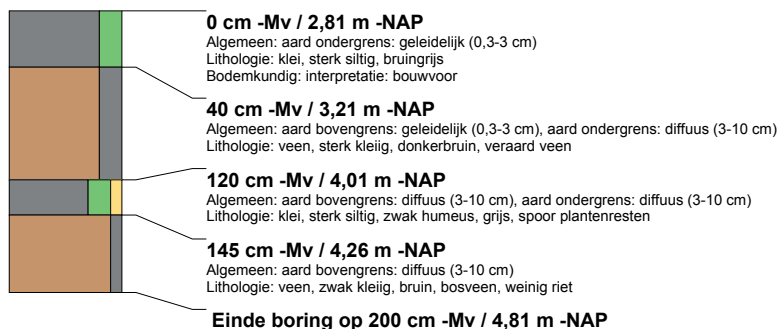 0 cm -Mv / 2,81 m -NAP
Algemeen: aard ondergrens: geleidelijk (0,3-3 cm)
Lithologie: klei, sterk siltig, bruingrijs
Bodemkundig: interpretatie: bouwvoor
40 cm -Mv / 3,21 m -NAP
Algemeen: aard bovengrens: geleidelijk (0,3-3 cm), aard ondergrens: diffuus (3-10 cm)
Lithologie: veen, sterk kleiig, donkerbruin, veraard veen
120 cm -Mv / 4,01 m -NAP
Algemeen: aard bovengrens: diffuus (3-10 cm), aard ondergrens: diffuus (3-10 cm)
Lithologie: klei, sterk siltig, zwak humeus, grijs, spoor plantenresten
145 cm -Mv / 4,26 m -NAP
Algemeen: aard bovengrens: diffuus (3-10 cm)
Lithologie: veen, zwak kleiig, bruin, bosveen, weinig riet
Einde boring op 200 cm -Mv / 4,81 m -NAP